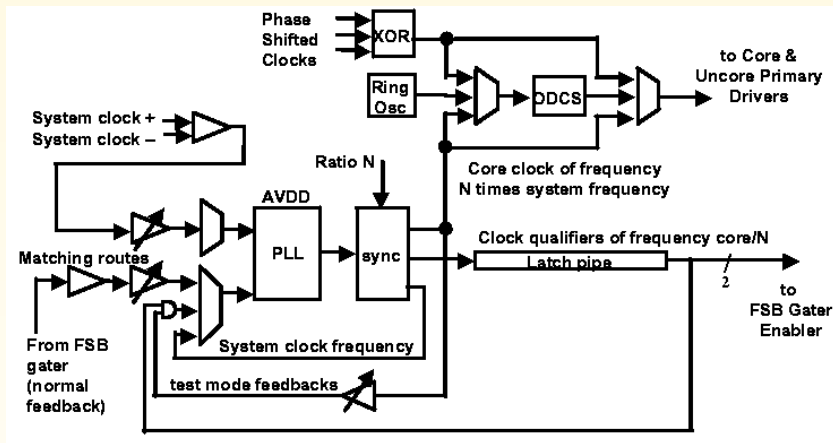 Phase
Shifted
Clocks
XOR
Ring
Osc
ODCS
to Core &
Uncore Primary
Drivers
System clock +
System clock –
Ratio N
Core clock of frequency
N times system frequency
AVDD
PLL
sync
Matching routes
Clock qualifiers of frequency core/N
Latch pipe
2
to
FSB Gater
Enabler
From FSB
gater
(normal
feedback)
System clock frequency
test mode feedbacks